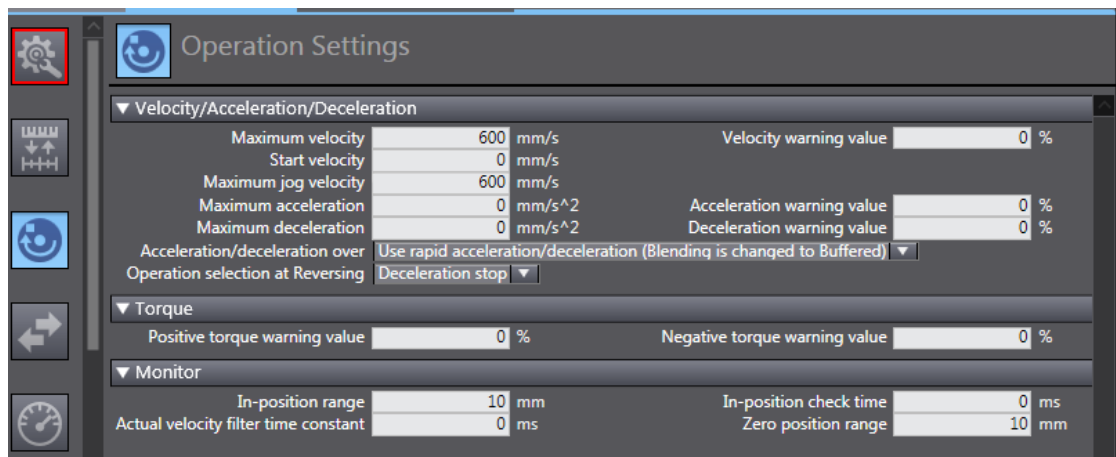 Operation Settings
▼ Velocity/Acceleration/Deceleration
Maximum velocity 600 mm/s Velocity warning value 0 %
Start velocity 0 mm/s
Maximum jog velocity 600 mm/s
Maximum acceleration 0 mm/s^2 Acceleration warning value 0 %
Maximum deceleration 0 mm/s^2 Deceleration warning value 0 %
Acceleration/deceleration over Use rapid acceleration/deceleration (Blending is changed to Buffered) ▼
Operation selection at Reversing Deceleration stop ▼
▼ Torque
Positive torque warning value 0 % Negative torque warning value 0 %
▼ Monitor
In-position range 10 mm In-position check time 0 ms
Actual velocity filter time constant 0 ms Zero position range 10 mm